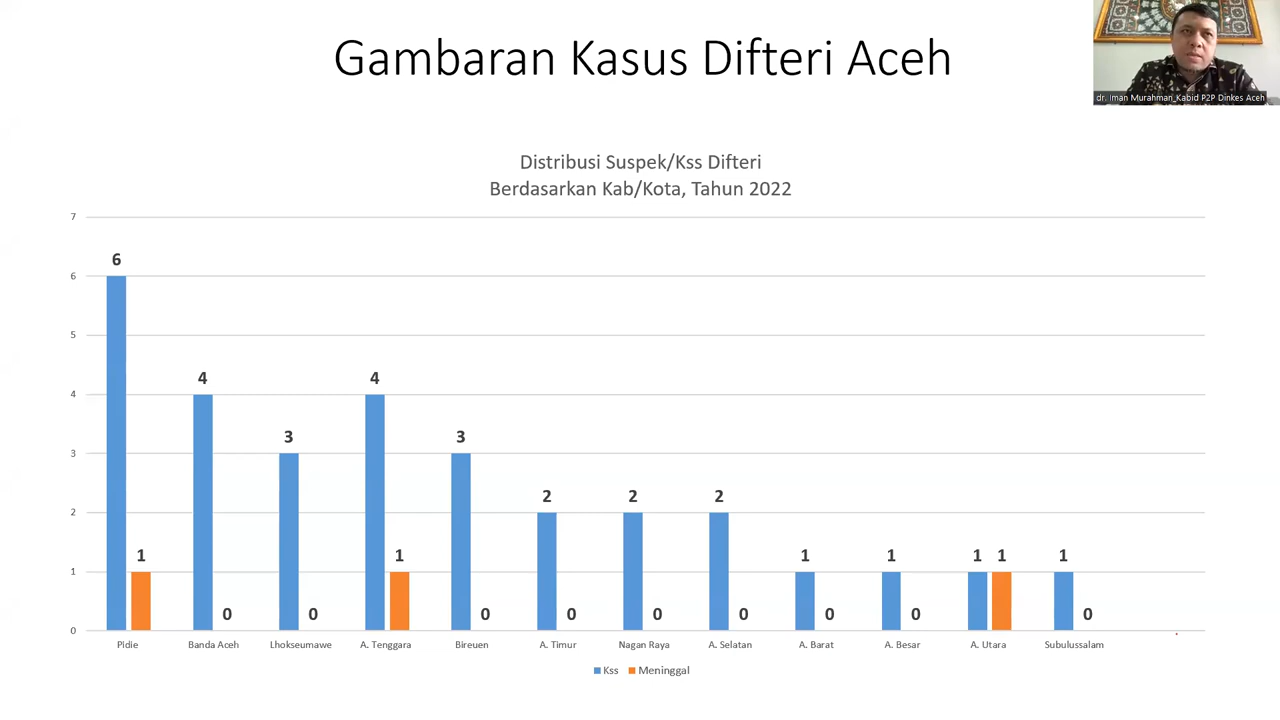 Gambaran Kasus Difteri Aceh
dr. Iman Murahman_Kabid P2P Dinkes Aceh
Distribusi Suspek/Kss Difteri
Berdasarkan Kab/Kota, Tahun 2022
7
6
5
4
3
2
1
0
6 1 4 0 3 0 4 1 3 0 2 0 2 0 2 0 1 0 1 0 1 1 1 0
PIdie Banda Aceh Lhokseumawe A. Tenggara Bireuen A. Timur Nagan Raya A. Selatan A. Barat A. Besar A. Utara Subulussalam
Kss Meninggal